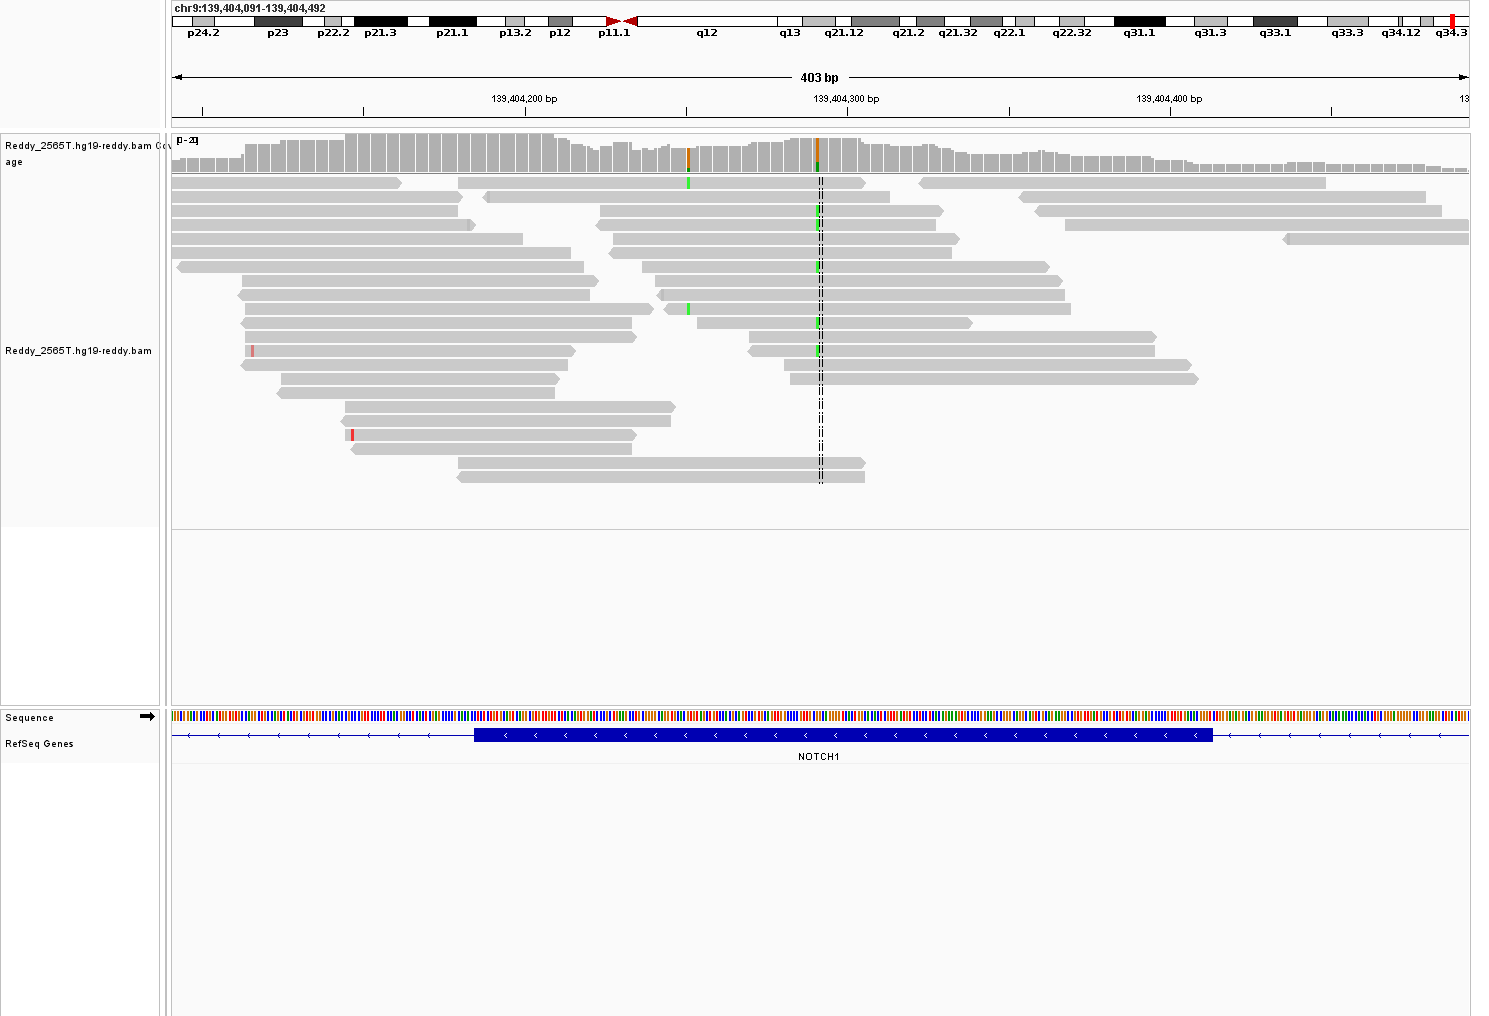 chr9:139,404,091-139,404,492
p24.2 p23 p22.2 p21.3 p21.1 p13.2 p12 p11.1 q12 q13 q21.12 q21.2 q21.32 q22.1 q22.32 q31.1 q31.3 q33.1 q33.3 q34.12 q34.3
403 bp
139,404,200 bp 139,404,300 bp 139,404,400 bp 13
Reddy_2565T.hg19-reddy.bam Cov
age
[0 - 20]
Reddy_2565T.hg19-reddy.bam
Sequence
RefSeq Genes
NOTCH1